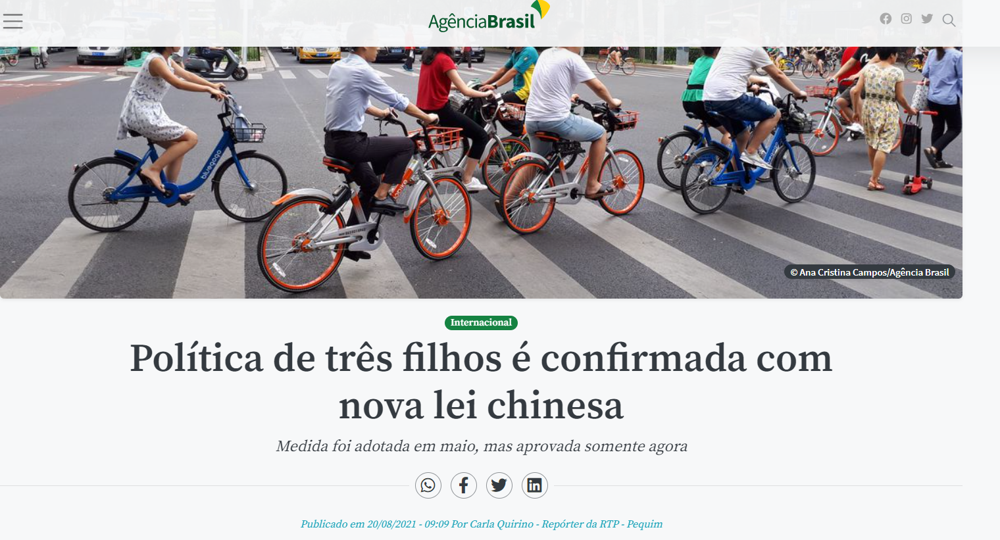 AgênciaBrasil
bluegogo
© Ana Cristina Campos/Agência Brasil
Internacional
Política de três filhos é confirmada com
nova lei chinesa
Medida foi adotada em maio, mas aprovada somente agora
Publicado em 20/08/2021 - 09:09 Por Carla Quirino - Repórter da RTP - Pequim